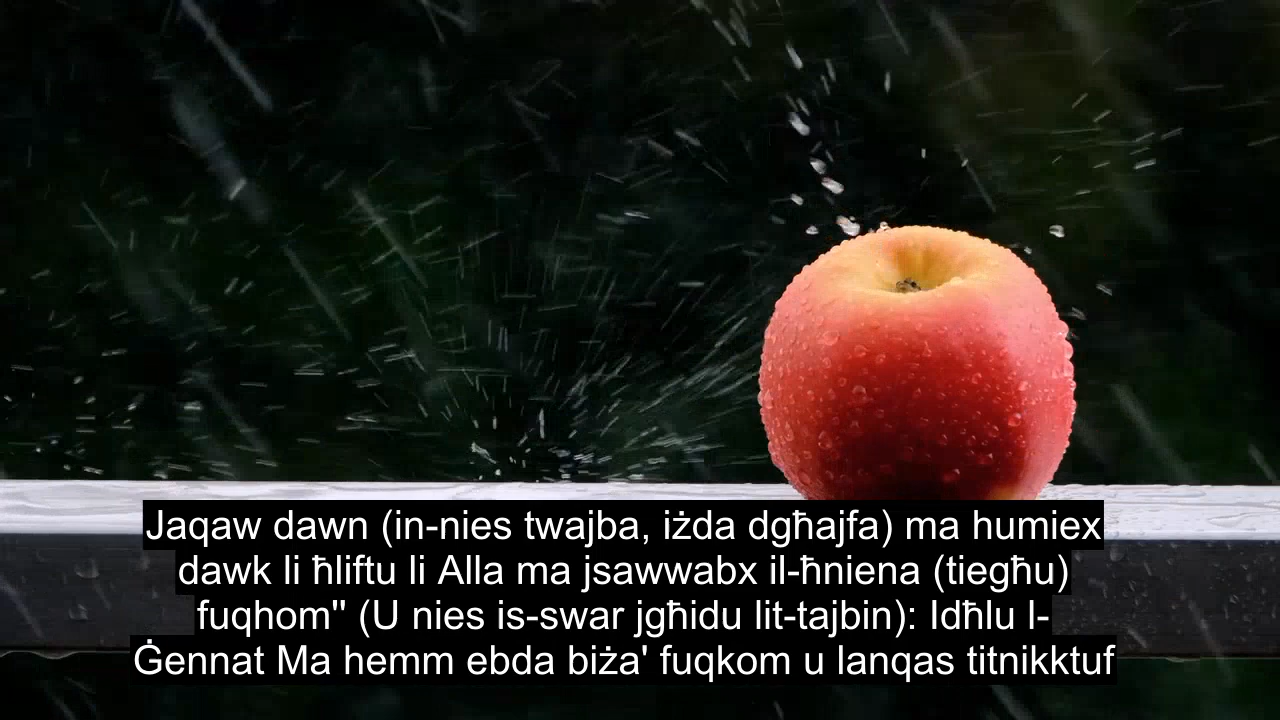 Jaqaw dawn (in-nies twajba, iżda dgħajfa) ma humiex
dawk li ħliftu li Alla ma jsawwabx il-ħniena (tiegħu)
fuqhom" (U nies is-swar jgħidu lit-tajbin): Idħlu l-
Ġennat Ma hemm ebda biża' fuqkom u lanqas titnikktuf